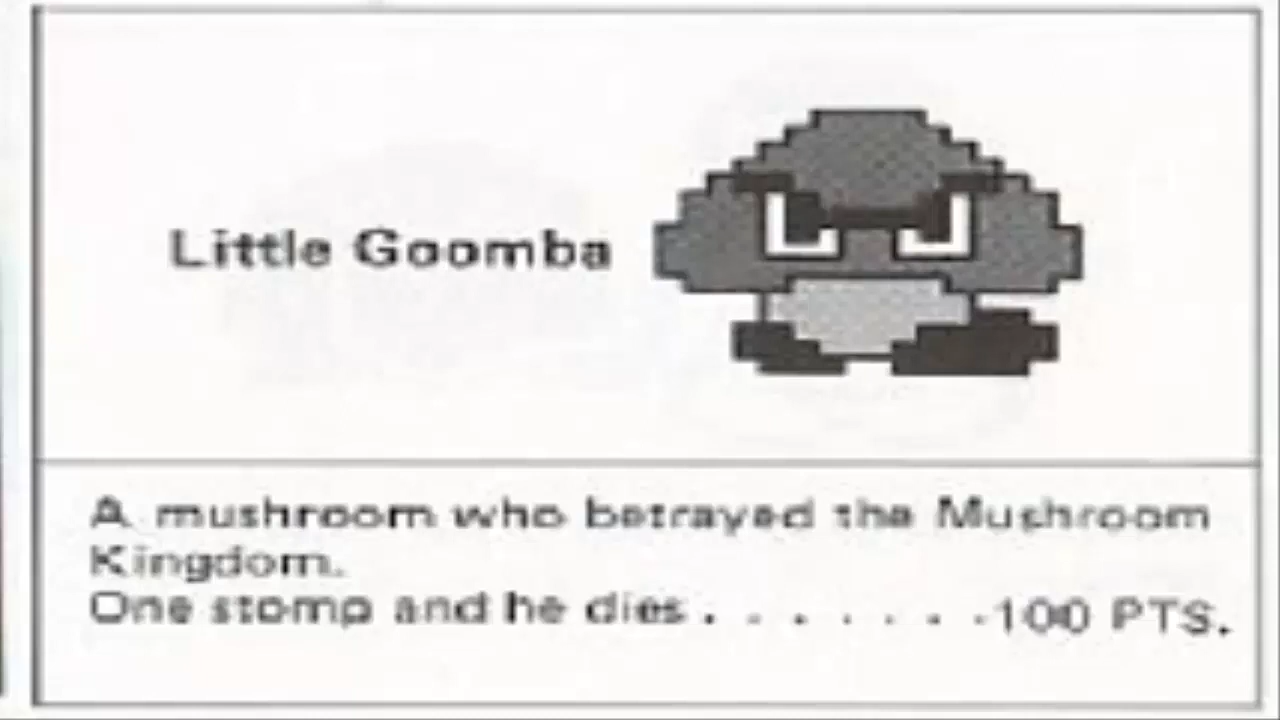 Little Goomba
A mushroom who betrayed the Mushroom
Kingdom.
One stomp and he dies . . . . . . . 100 PTS.